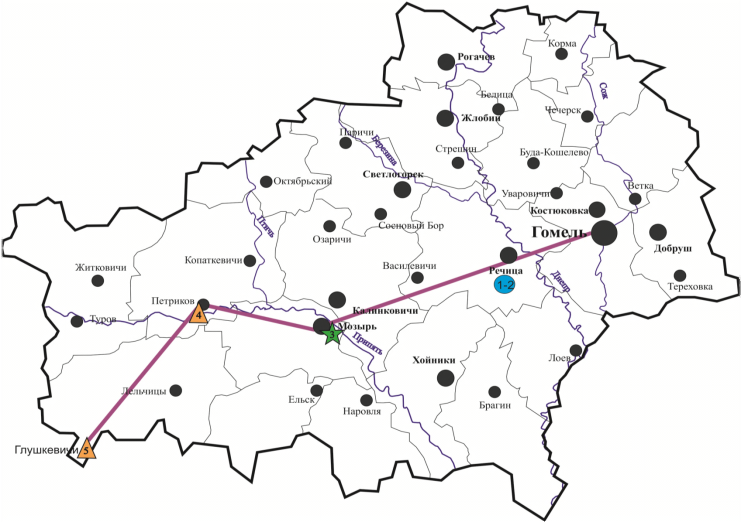 Корма
Рогачев
Сож
Белица
Чечерск
Жлобин
Паричи
Березина
Стрешин
Буда-Кошелево
Светлогорск
Октябрьский
Уваровичи
Ветка
Костюковка
Сосновый Бор
Птичь
Озаричи
Гомель
Добруш
Копаткевичи
Житковичи
Василевичи
Речица
1-2
Днепр
Тереховка
Петриков
4
Калинковичи
Туров
Мозырь
3
Припять
Хойники
Лоев
Лельчицы
Ельск
Наровля
Брагин
Глушкевичи
5